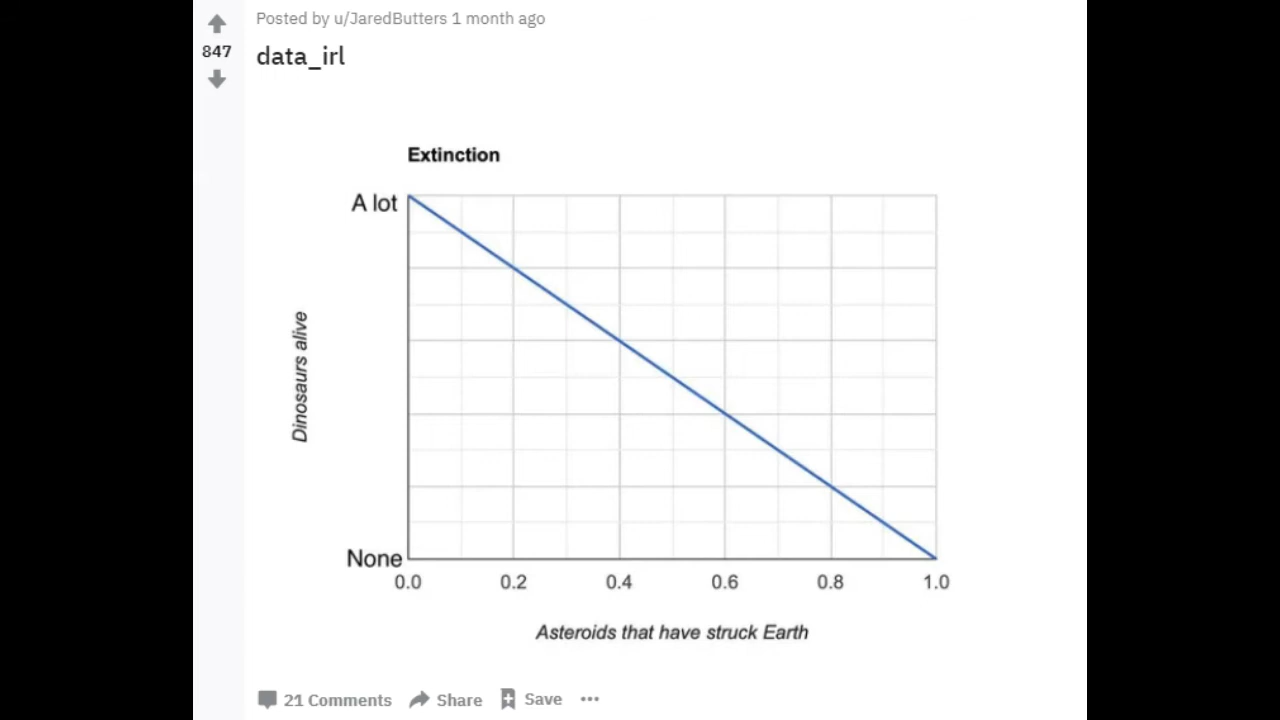 Posted by u/JaredButters 1 month ago
847
data_irl
Extinction
A lot
Dinosaurs alive
None
0.0 0.2 0.4 0.6 0.8 1.0
Asteroids that have struck Earth
21 Comments Share Save